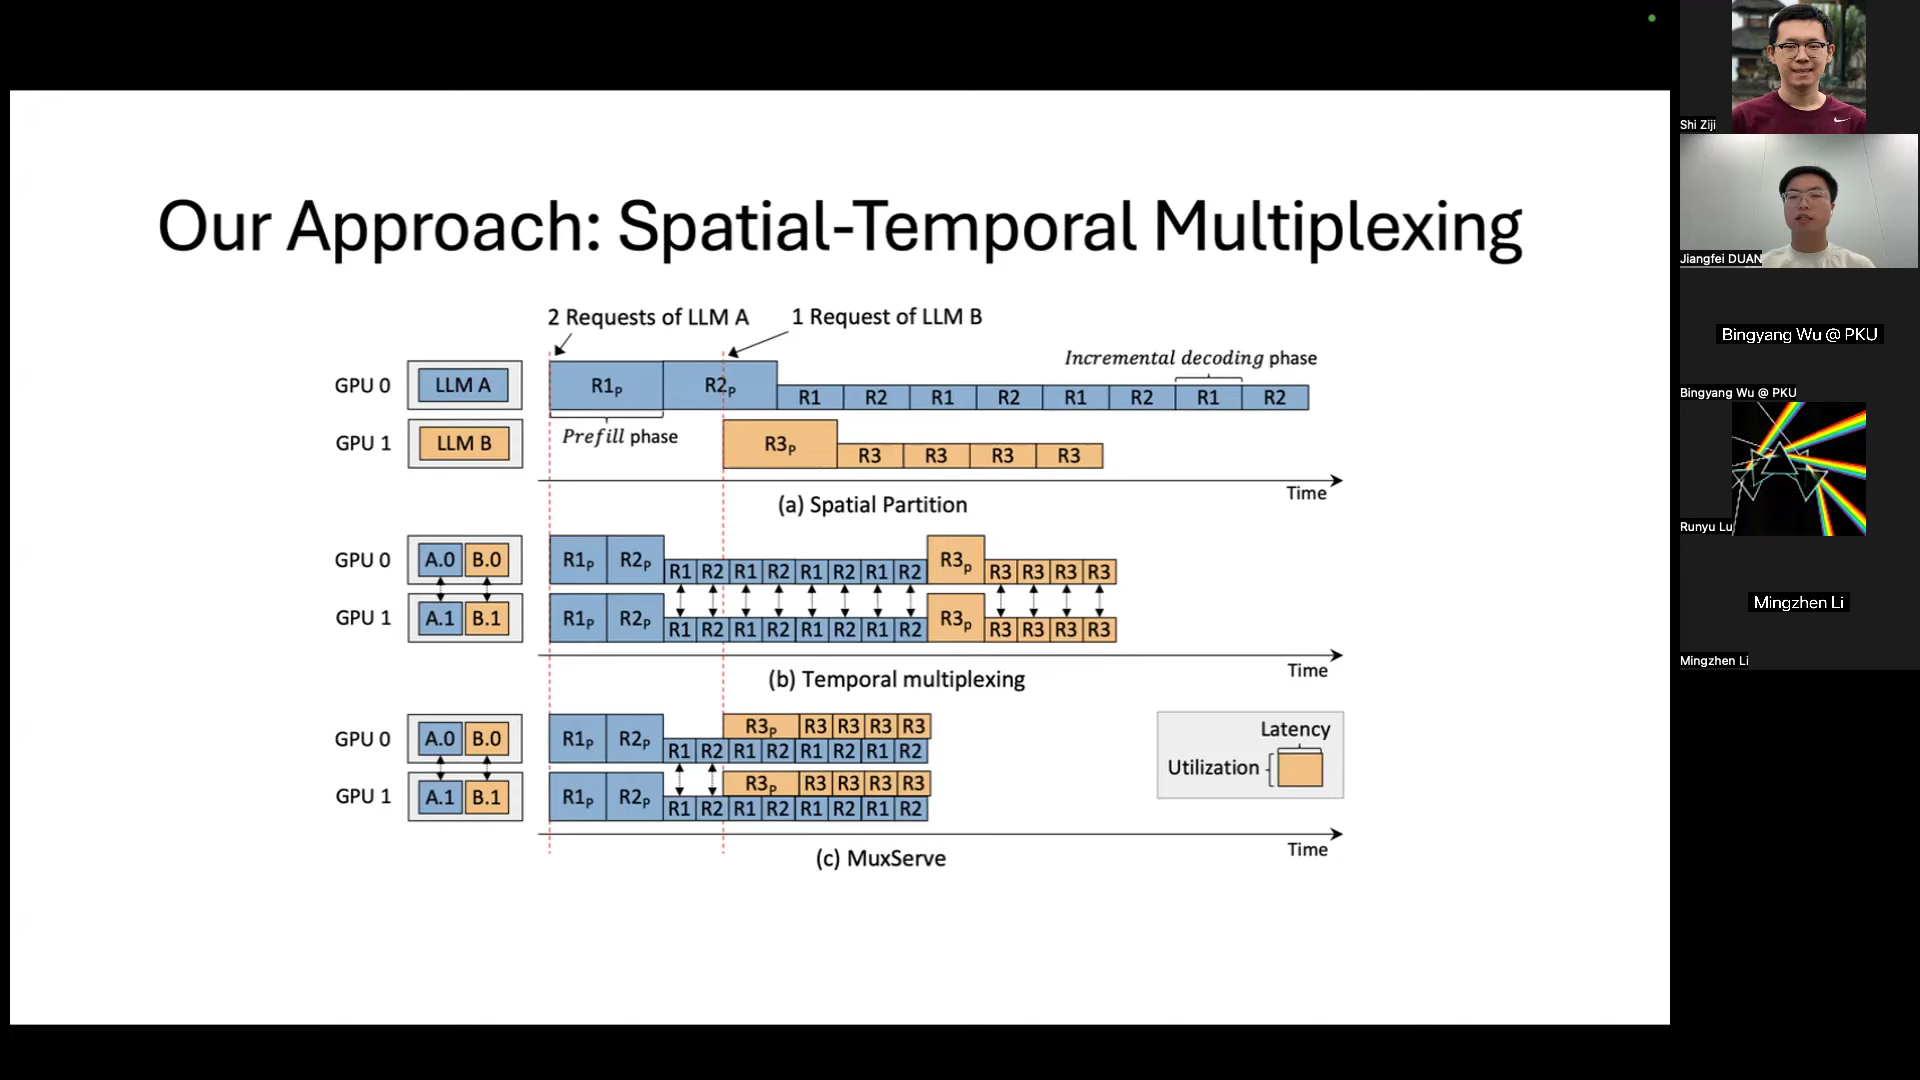 Our Approach: Spatial-Temporal Multiplexing
2 Requests of LLM A
1 Request of LLM B
Incremental decoding phase
GPU 0
LLM A
R1P
R2P
R1 R2 R1 R2 R1 R2 R1 R2
Prefill phase
GPU 1
LLM B
R3P
R3 R3 R3 R3
Time
(a) Spatial Partition
GPU 0
A.0 B.0
R1P R2P R1 R2 R1 R2 R1 R2 R1 R2 R3p R3 R3 R3 R3
GPU 1
A.1 B.1
R1P R2P R1 R2 R1 R2 R1 R2 R1 R2 R3p R3 R3 R3 R3
Time
(b) Temporal multiplexing
GPU 0
A.0 B.0
R1P R2P
R3P R3 R3 R3 R3
R1 R2 R1 R2 R1 R2 R1 R2
GPU 1
A.1 B.1
R1P R2P
R3P R3 R3 R3 R3
R1 R2 R1 R2 R1 R2 R1 R2
Latency
Utilization
Time
(c) MuxServe
Shi Ziji
Jiangfei DUAN
Bingyang Wu @ PKU
Bingyang Wu @ PKU
Runyu Lu
Mingzhen Li
Mingzhen Li